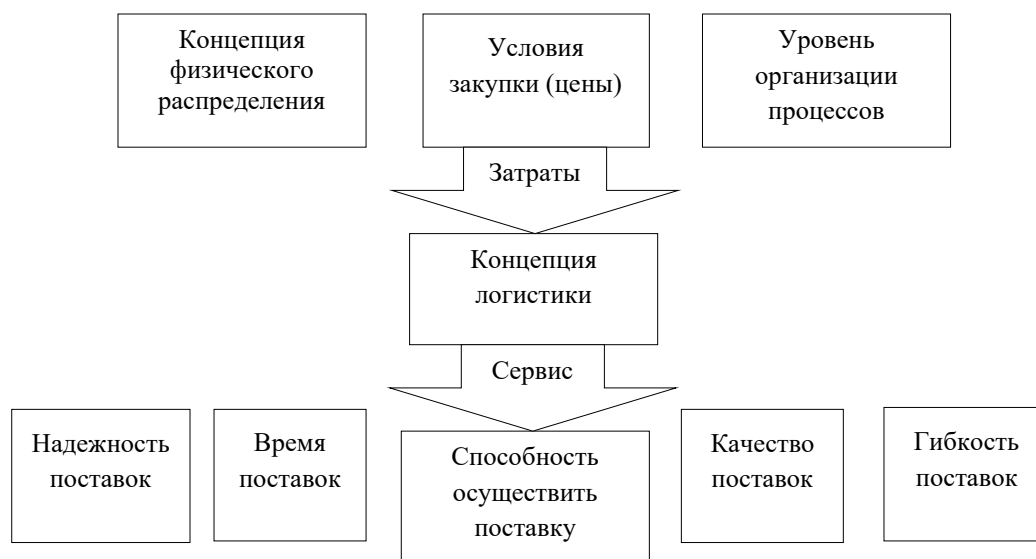 Концепция
физического
распределения
Условия
закупки (цены)
Уровень
организации
процессов
Затраты
Концепция
логистики
Сервис
Надежность
поставок
Время
поставок
Способность
осуществить
поставку
Качество
поставок
Гибкость
поставок